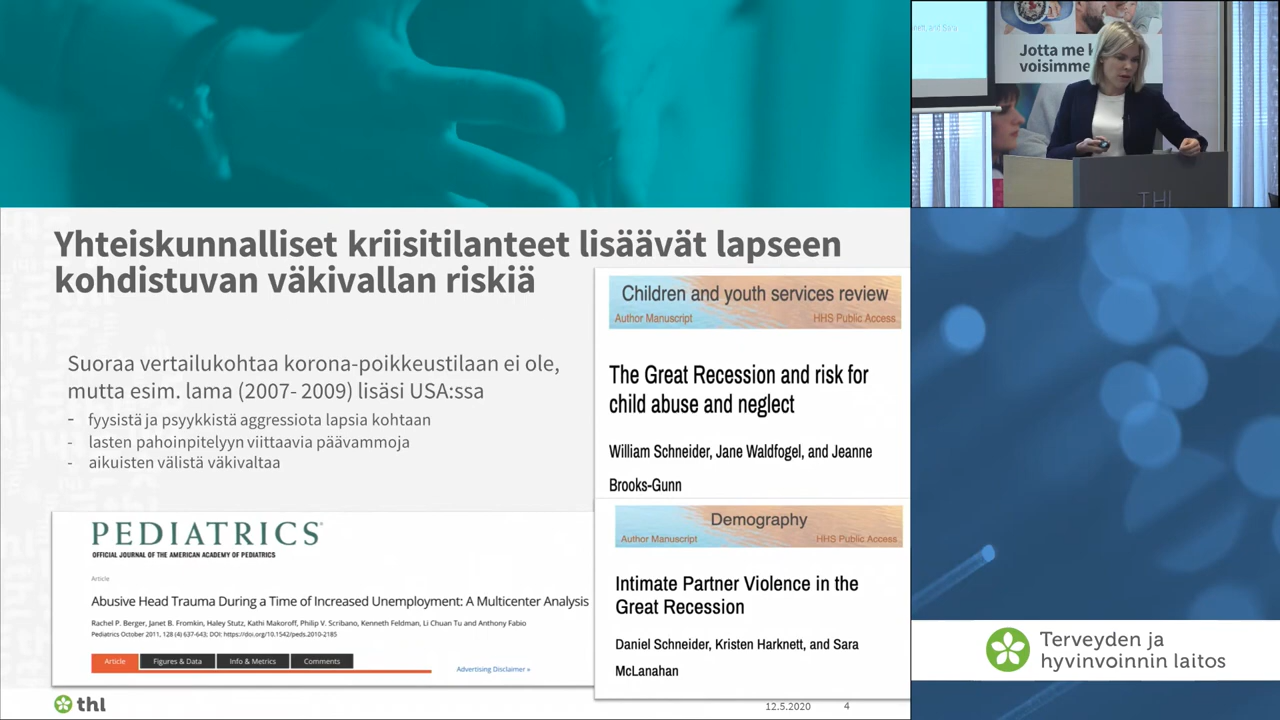 Yhteiskunnalliset kriisitilanteet lisäävät lapseen
kohdistuvan väkivallan riskiä
Suoraa vertailukohtaa korona-poikkeustilaan ei ole,
mutta esim. lama (2007- 2009) lisäsi USA:ssa
- fyysistä ja psyykkistä aggressiota lapsia kohtaan
- lasten pahoinpitelyyn viittaavia päävammoja
- aikuisten välistä väkivaltaa
Children and youth services review
Author Manuscript HHS Public Access
The Great Recession and risk for
child abuse and neglect
William Schneider, Jane Waldfogel, and Jeanne
Brooks-Gunn
Demography
Author Manuscript HHS Public Access
Intimate Partner Violence in the
Great Recession
Daniel Schneider, Kristen Harknett, and Sara
McLanahan
PEDIATRICS
OFFICIAL JOURNAL OF THE AMERICAN ACADEMY OF PEDIATRICS
Article
Abusive Head Trauma During a Time of Increased Unemployment: A Multicenter Analysis
Rachel P. Berger, Janet B. Fromkin, Haley Stutz, Kathi Makoroff, Philip V. Scribano, Kenneth Feldman, Li Chuan Tu and Anthony Fabio
Pediatrics October 2011, 128 (4) 637-643; DOI: https://doi.org/10.1542/peds.2010-2185
Article Figures & Data Info & Metrics Comments
Advertising Disclaimer »
thl
12.5.2020 4
Jotta me
voisimme
THL
Terveyden ja
hyvinvoinnin laitos